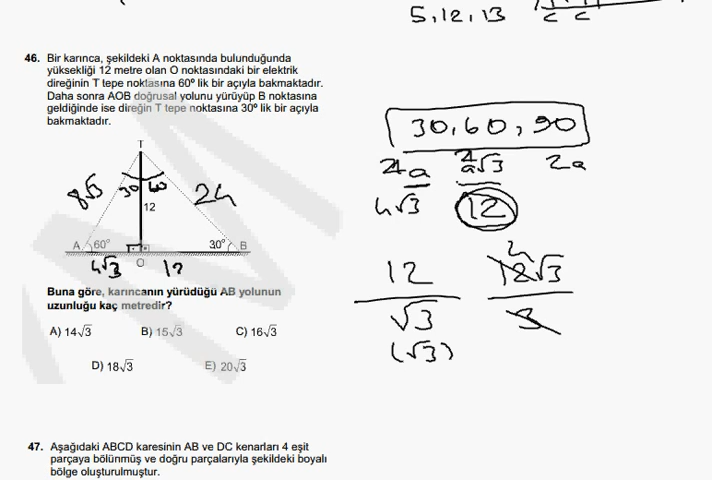 5,12,13
c c
46. Bir karınca, şekildeki A noktasında bulunduğunda
yüksekliği 12 metre olan O noktasındaki bir elektrik
direğinin T tepe noktasına 60º lik bir açıyla bakmaktadır.
Daha sonra AOB doğrusal yolunu yürüyüp B noktasına
geldiğinde ise direğin T tepe noktasına 30º lik bir açıyla
bakmaktadır.
30,60,90
a a√3 2a
4√3 12
T
8√3 30 60 24
12
A 60° 30° B
4√3 O 12
12 12√3
√3 3
(√3)
Buna göre, karıncanın yürüdüğü AB yolunun
uzunluğu kaç metredir?
A) 14√3 B) 15√3 C) 16√3
D) 18√3 E) 20√3
47. Aşağıdaki ABCD karesinin AB ve DC kenarları 4 eşit
parçaya bölünmüş ve doğru parçalarıyla şekildeki boyalı
bölge oluşturulmuştur.